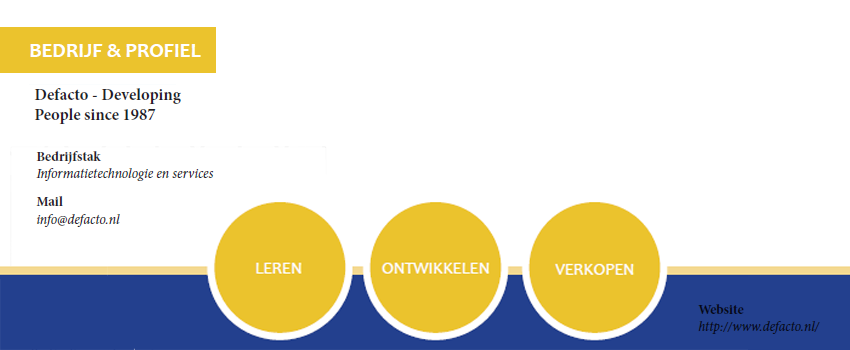 BEDRIJF & PROFIEL
Defacto - Developing
People since 1987
Bedrijfstak
Informatietechnologie en services
Mail
info@defacto.nl
LEREN
ONTWIKKELEN
VERKOPEN
Website
http://www.defacto.nl/